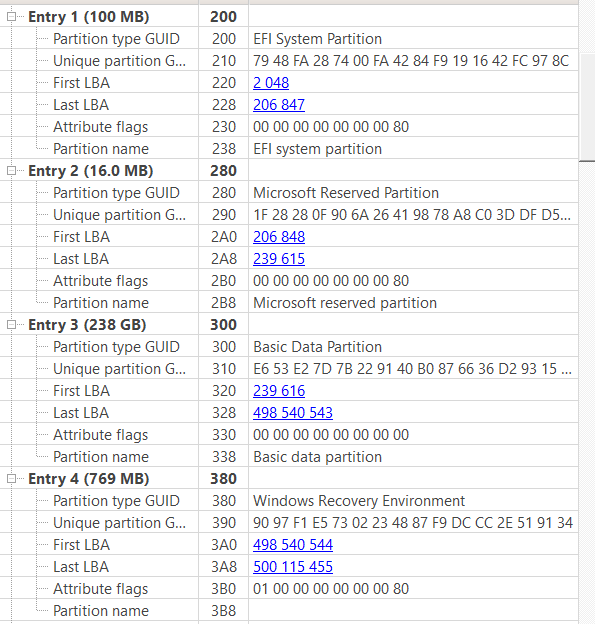 Entry 1 (100 MB) 200
Partition type GUID 200 EFI System Partition
Unique partition G... 210 79 48 FA 28 74 00 FA 42 84 F9 19 16 42 FC 97 8C
First LBA 220 2 048
Last LBA 228 206 847
Attribute flags 230 00 00 00 00 00 00 00 80
Partition name 238 EFI system partition
Entry 2 (16.0 MB) 280
Partition type GUID 280 Microsoft Reserved Partition
Unique partition G... 290 1F 28 28 0F 90 6A 26 41 98 78 A8 C0 3D DF D5...
First LBA 2A0 206 848
Last LBA 2A8 239 615
Attribute flags 2B0 00 00 00 00 00 00 00 80
Partition name 2B8 Microsoft reserved partition
Entry 3 (238 GB) 300
Partition type GUID 300 Basic Data Partition
Unique partition G... 310 E6 53 E2 7D 7B 22 91 40 B0 87 66 36 D2 93 15 ...
First LBA 320 239 616
Last LBA 328 498 540 543
Attribute flags 330 00 00 00 00 00 00 00 00
Partition name 338 Basic data partition
Entry 4 (769 MB) 380
Partition type GUID 380 Windows Recovery Environment
Unique partition G... 390 90 97 F1 E5 73 02 23 48 87 F9 DC CC 2E 51 91 34
First LBA 3A0 498 540 544
Last LBA 3A8 500 115 455
Attribute flags 3B0 01 00 00 00 00 00 00 80
Partition name 3B8